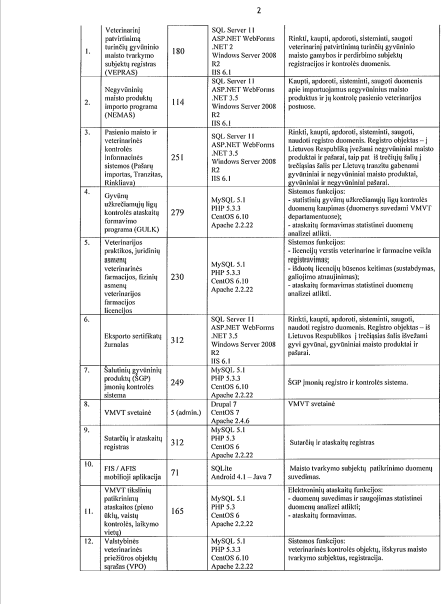 2
1.
Veterinarinį
patvirtinimą
turinčių gyvūninio
maisto tvarkymo
subjektų registras
(VEPRAS)
180
SQL Server 11
ASP.NET WebForms
.NET 2
Windows Server 2008
R2
IIS 6.1
Rinkti, kaupti, apdoroti, sisteminti, saugoti
veterinarinį patvirtinimą turinčių gyvūninio
maisto gamybos ir perdirbimo subjektų
registracijos ir kontrolės duomenis.
2.
Negyvūninių
maisto produktų
importo programa
(NEMAS)
114
SQL Server 11
ASP.NET WebForms
.NET 3.5
Windows Server 2008
R2
IIS 6.1
Kaupti, apdoroti, sisteminti, saugoti duomenis
apie importuojamus negyvūninius maisto
produktus ir jų kontrolę pasienio veterinarijos
postuose.
3.
Pasienio maisto ir
veterinarinės
kontrolės
informacinės
sistemos (Pašarų
importas, Tranzitas,
Rinkliava)
251
SQL Server 11
ASP.NET WebForms
.NET 3.5
Windows Server 2008
R2
IIS 6.1
Rinkti, kaupti, apdoroti, sisteminti, saugoti,
naudoti registro duomenis. Registro objektas – į
Lietuvos Respubliką įvežami negyvūniniai maisto
produktai ir pašarai, taip pat iš trečiųjų šalių į
trečiąsias šalis per Lietuvą tranzitu gabenami
gyvūniniai ir negyvūniniai maisto produktai,
gyvūniniai ir negyvūniniai pašarai.
4.
Gyvūnų
užkrečiamųjų ligų
kontrolės ataskaitų
formavimo
programa (GULK)
279
MySQL 5.1
PHP 5.3.3
CentOS 6.10
Apache 2.2.22
Sistemos funkcijos:
- statistinių gyvūnų užkrečiamųjų ligų kontrolės
duomenų kaupimas (duomenys suvedami VMVT
departamentuose);
- ataskaitų formavimas statistinei duomenų
analizei atlikti.
5.
Veterinarijos
praktikos, juridinių
asmenų
veterinarinės
farmacijos, fizinių
asmenų
veterinarijos
farmacijos
licencijos
230
MySQL 5.1
PHP 5.3.3
CentOS 6.10
Apache 2.2.22
Sistemos funkcijos:
- licencijų verstis veterinarine ir farmacine veikla
registravimas;
- išduotų licencijų būsenos keitimas (sustabdymas,
galiojimo atnaujinimas);
- ataskaitų formavimas statistinei duomenų
analizei atlikti.
6.
Eksporto sertifikatų
žurnalas
312
SQL Server 11
ASP.NET WebForms
.NET 3.5
Windows Server 2008
R2
IIS 6.1
Rinkti, kaupti, apdoroti, sisteminti, saugoti,
naudoti registro duomenis. Registro objektas – iš
Lietuvos Respublikos į trečiąsias šalis išvežami
gyvi gyvūnai, gyvūniniai maisto produktai ir
pašarai.
7.
Šalutinių gyvūninių
produktų (ŠGP)
įmonių kontrolės
sistema
249
MySQL 5.1
PHP 5.3.3
CentOS 6.10
Apache 2.2.22
ŠGP įmonių registro ir kontrolės sistema.
8.
VMVT svetainė
5 (admin.)
Drupal 7
CentOS 7
Apache 2.4.6
VMVT svetainė
9.
Sutarčių ir ataskaitų
registras
312
MySQL 5.1
PHP 5.3
CentOS 6
Apache 2.2.22
Sutarčių ir ataskaitų registras
10.
FIS / AFIS
mobilioji aplikacija
71
SQLite
Android 4.1 – Java 7
Maisto tvarkymo subjektų patikrinimo duomenų
suvedimas.
11.
VMVT tikslinių
patikrinimų
ataskaitos (pieno
ūkių, vaistų
kontrolės, laikymo
vietų)
165
MySQL 5.1
PHP 5.3
CentOS 6
Apache 2.2.22
Elektroninių ataskaitų funkcijos:
- duomenų suvedimas ir saugojimas statistinei
duomenų analizei atlikti;
- ataskaitų formavimas.
12.
Valstybinės
veterinarinės
priežiūros objektų
sąrašas (VPO)
170
MySQL 5.1
PHP 5.3.3
CentOS 6.10
Apache 2.2.22
Sistemos funkcijos:
veterinarinės kontrolės objektų, išskyrus maisto
tvarkymo subjektus, registracija.